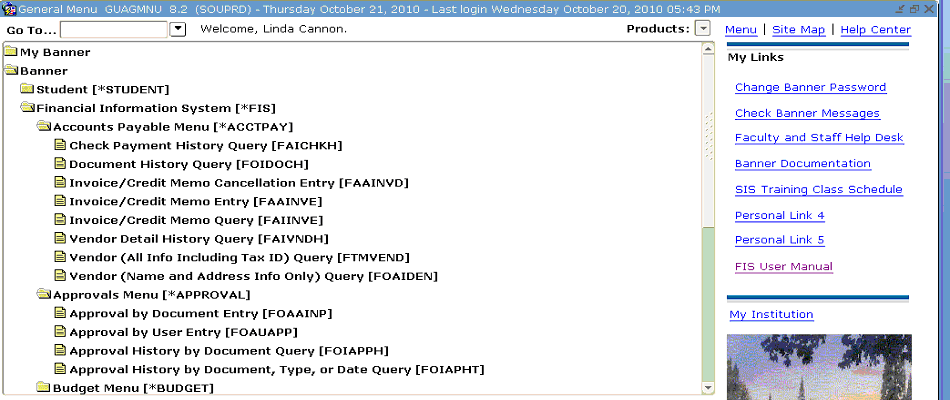 General Menu GUAGMNU 8.2 (SOUPRD) - Thursday October 21, 2010 - Last login Wednesday October 20, 2010 05:43 PM
Go To... Welcome, Linda Cannon. Products: Menu | Site Map | Help Center
My Banner
Banner
Student [*STUDENT]
Financial Information System [*FIS]
Accounts Payable Menu [*ACCTPAY]
Check Payment History Query [FAICHKH]
Document History Query [FOIDOCH]
Invoice/Credit Memo Cancellation Entry [FAAINVD]
Invoice/Credit Memo Entry [FAAINVE]
Invoice/Credit Memo Query [FAIINVE]
Vendor Detail History Query [FAIVNDH]
Vendor (All Info Including Tax ID) Query [FTMVEND]
Vendor (Name and Address Info Only) Query [FOAIDEN]
Approvals Menu [*APPROVAL]
Approval by Document Entry [FOAAINP]
Approval by User Entry [FOAUAPP]
Approval History by Document Query [FOIAPPH]
Approval History by Document, Type, or Date Query [FOIAPHT]
Budget Menu [*BUDGET]
My Links
Change Banner Password
Check Banner Messages
Faculty and Staff Help Desk
Banner Documentation
SIS Training Class Schedule
Personal Link 4
Personal Link 5
FIS User Manual
My Institution